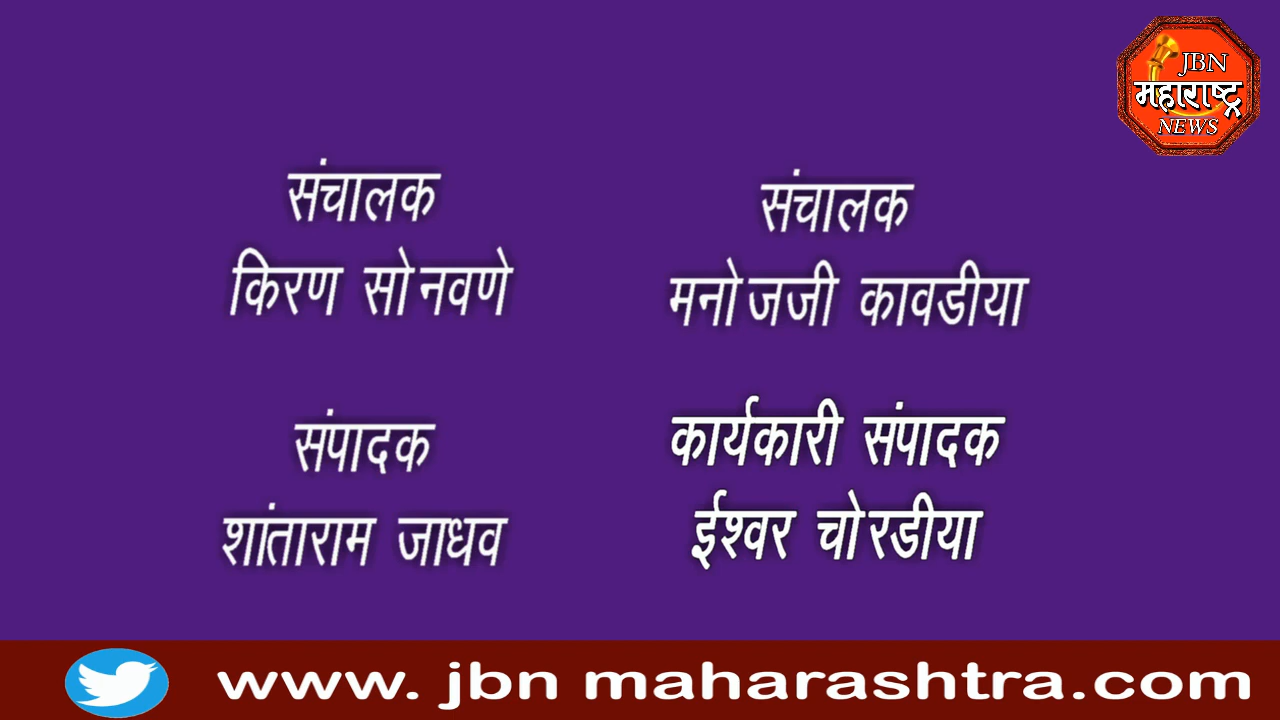 JBN
महाराष्ट्र
NEWS
संचालक
किरण सोनवणे
संचालक
मनोजजी कावडीया
संपादक
शांताराम जाधव
कार्यकारी संपादक
ईश्वर चोरडीया
www. jbn maharashtra.com